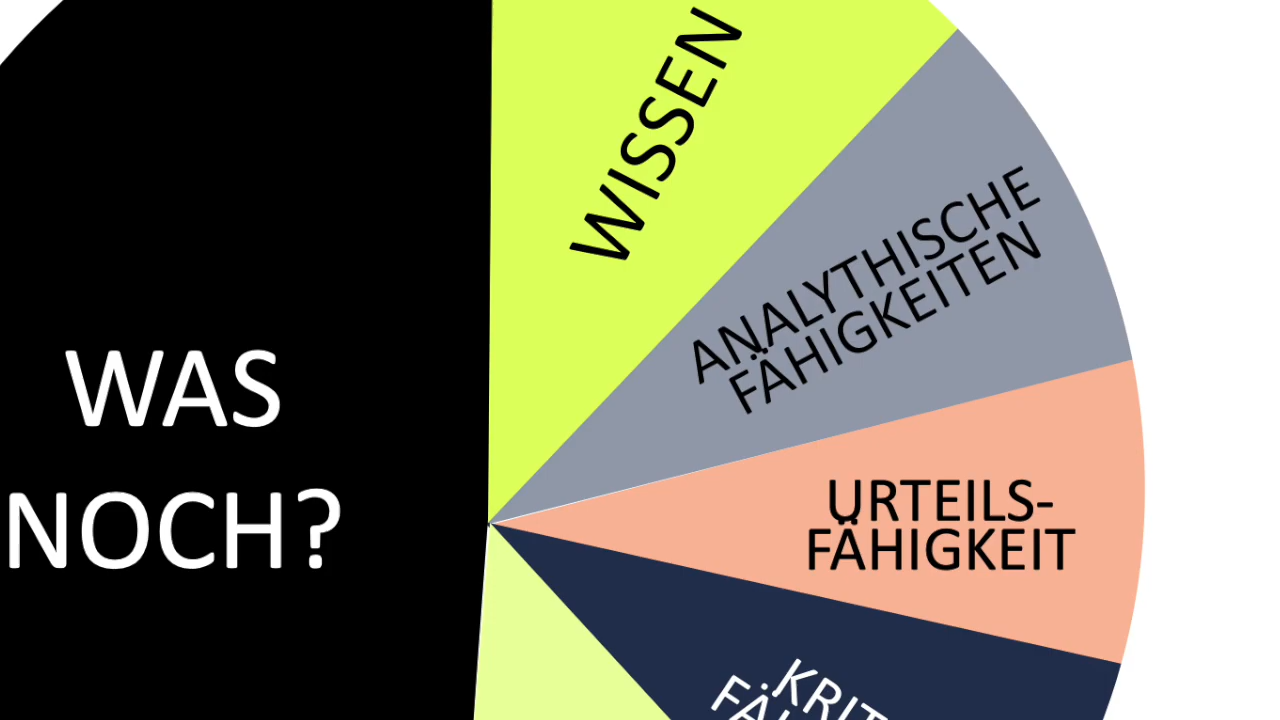 WISSEN
ANALYTHISCHE
FÄHIGKEITEN
WAS
NOCH?
URTEILS-
FÄHIGKEIT